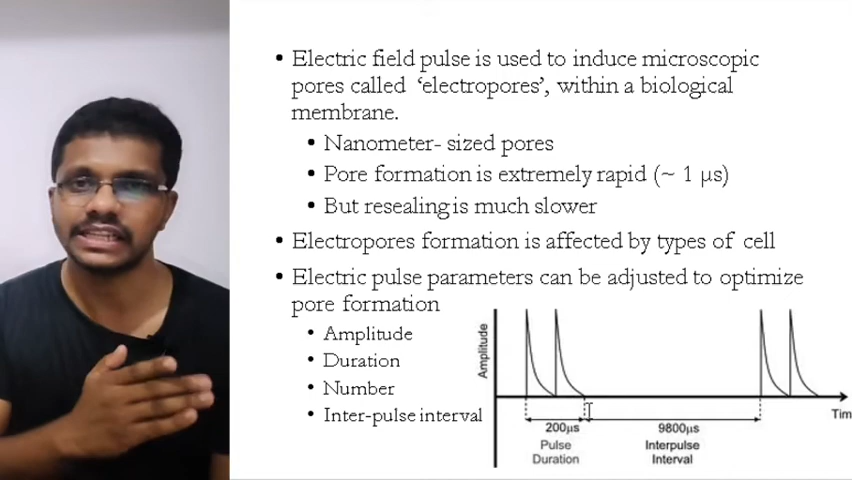 • Electric field pulse is used to induce microscopic
pores called ‘electropores’, within a biological
membrane.
• Nanometer- sized pores
• Pore formation is extremely rapid (~ 1 µs)
• But resealing is much slower
• Electropores formation is affected by types of cell
• Electric pulse parameters can be adjusted to optimize
pore formation
• Amplitude
• Duration
• Number
• Inter-pulse interval
Amplitude
Tim
200µs
9800µs
Pulse
Duration
Interpulse
Interval